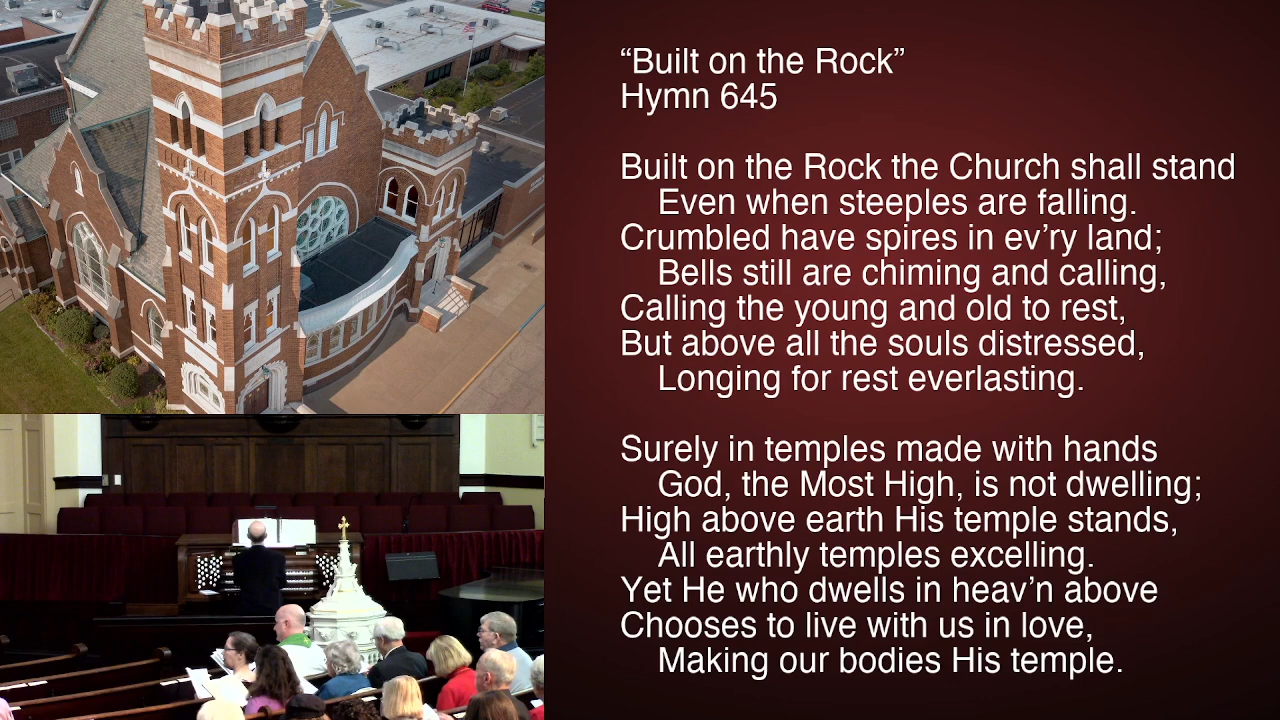 “Built on the Rock”
Hymn 645
Built on the Rock the Church shall stand
Even when steeples are falling.
Crumbled have spires in ev’ry land;
Bells still are chiming and calling,
Calling the young and old to rest,
But above all the souls distressed,
Longing for rest everlasting.
Surely in temples made with hands
God, the Most High, is not dwelling;
High above earth His temple stands,
All earthly temples excelling.
Yet He who dwells in heav’n above
Chooses to live with us in love,
Making our bodies His temple.